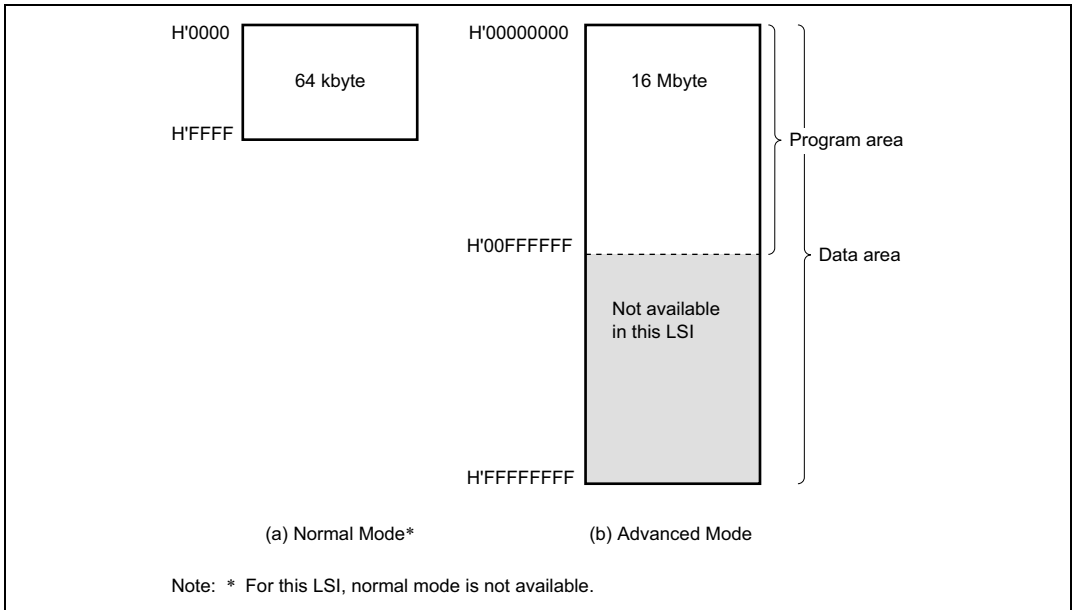 H'0000
64 kbyte
H'FFFF
H'00000000
16 Mbyte
Program area
H'00FFFFFF
Data area
Not available
in this LSI
H'FFFFFFFF
(a) Normal Mode*
(b) Advanced Mode
Note: * For this LSI, normal mode is not available.